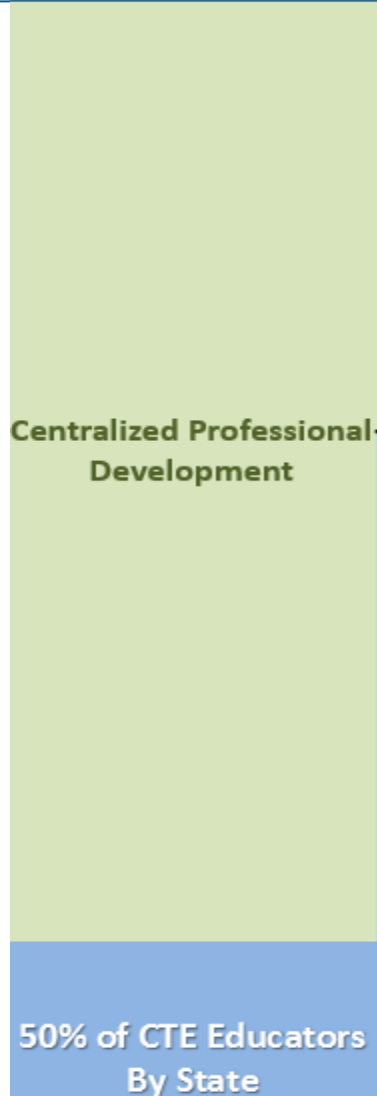 Centralized Professional-
Development
50% of CTE Educators
By State